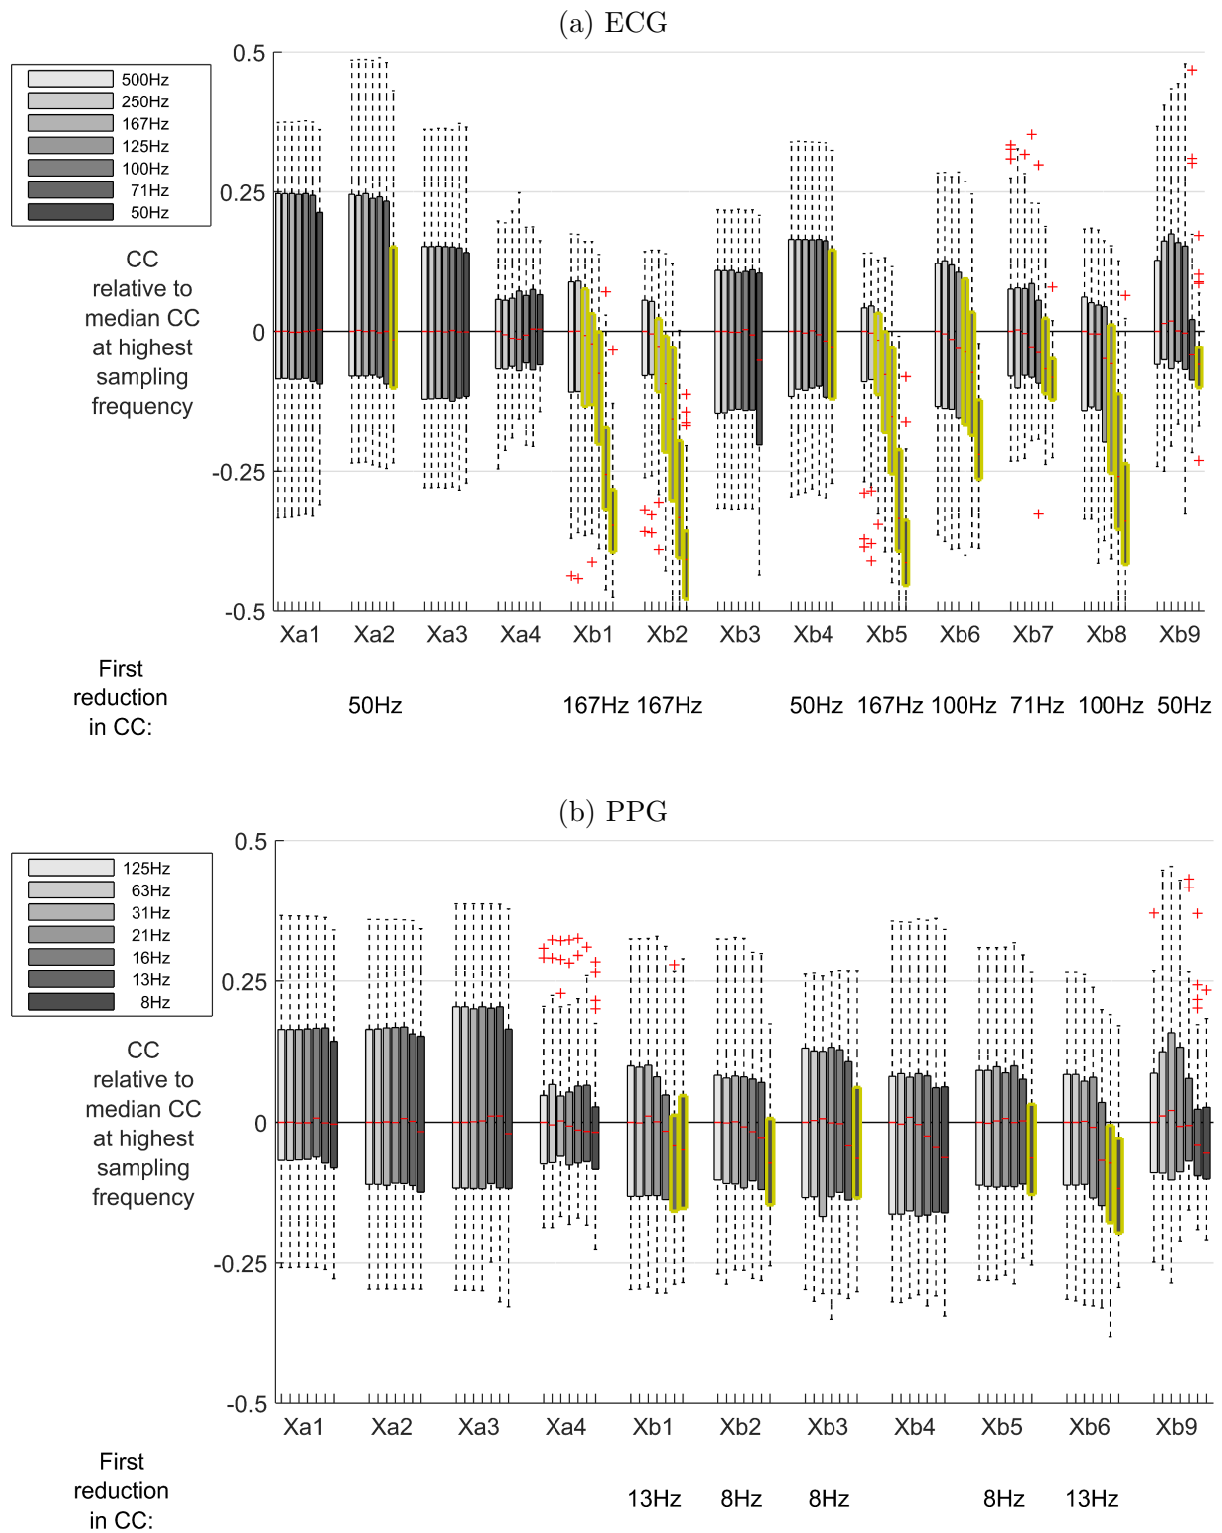 (a) ECG
0.5
0.25
0
-0.25
-0.5
500Hz
250Hz
167Hz
125Hz
100Hz
71Hz
50Hz
CC
relative to
median CC
at highest
sampling
frequency
Xa1 Xa2 Xa3 Xa4 Xb1 Xb2 Xb3 Xb4 Xb5 Xb6 Xb7 Xb8 Xb9
First
reduction
in CC:
50Hz 167Hz 167Hz 50Hz 167Hz 100Hz 71Hz 100Hz 50Hz
(b) PPG
0.5
0.25
0
-0.25
-0.5
125Hz
63Hz
31Hz
21Hz
16Hz
13Hz
8Hz
CC
relative to
median CC
at highest
sampling
frequency
Xa1 Xa2 Xa3 Xa4 Xb1 Xb2 Xb3 Xb4 Xb5 Xb6 Xb9
First
reduction
in CC:
13Hz 8Hz 8Hz 8Hz 13Hz